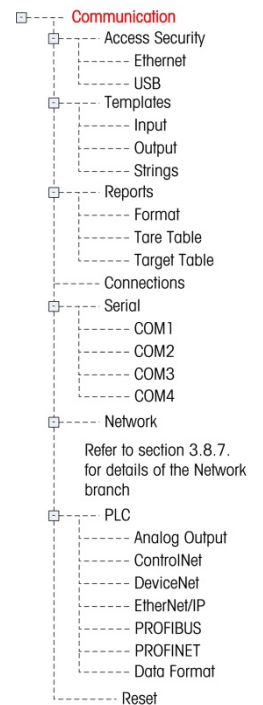 Communication
Access Security
Ethernet
USB
Templates
Input
Output
Strings
Reports
Format
Tare Table
Target Table
Connections
Serial
COM1
COM2
COM3
COM4
Network
Refer to section 3.8.7.
for details of the Network
branch
PLC
Analog Output
ControlNet
DeviceNet
EtherNet/IP
PROFIBUS
PROFINET
Data Format
Reset